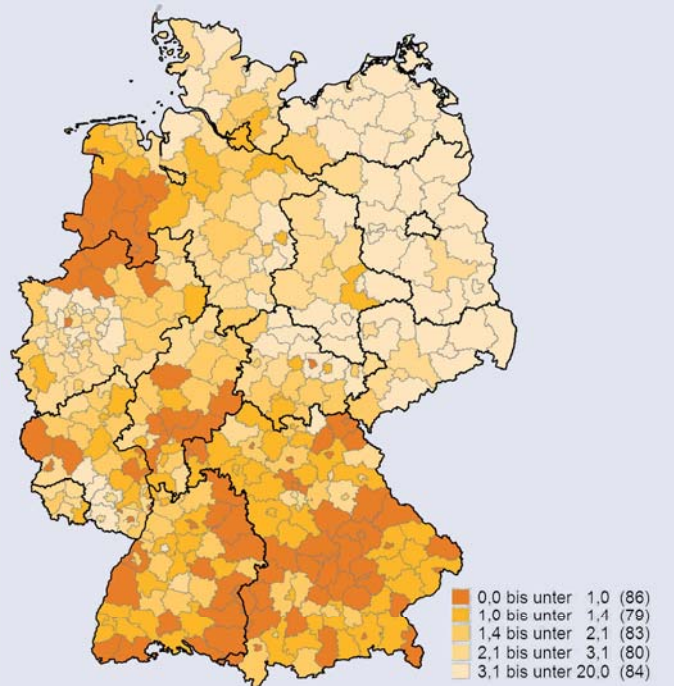 0,0 bis unter 1,0 (86)
1,0 bis unter 1,4 (79)
1,4 bis unter 2,1 (83)
2,1 bis unter 3,1 (80)
3,1 bis unter 20,0 (84)